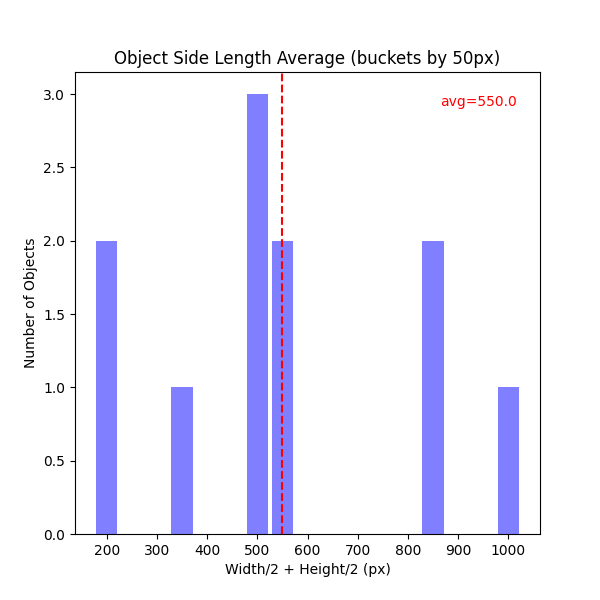 Object Side Length Average (buckets by 50px)
avg=550.0
3.0
2.5
2.0
1.5
1.0
0.5
0.0
Number of Objects
200 300 400 500 600 700 800 900 1000
Width/2 + Height/2 (px)